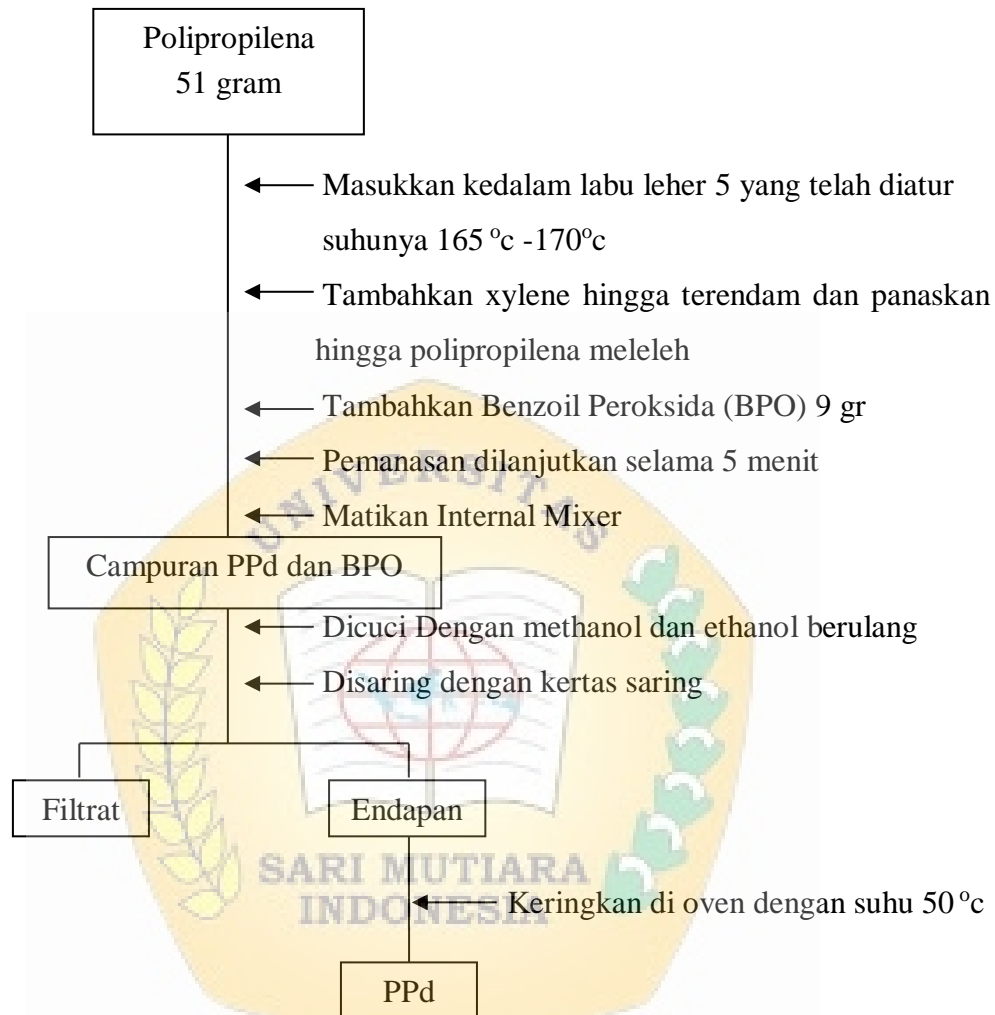 Polipropilena
51 gram
Masukkan kedalam labu leher 5 yang telah diatur
suhunya 165 °c -170°c
Tambahkan xylene hingga terendam dan panaskan
hingga polipropilena meleleh
Tambahkan Benzoil Peroksida (BPO) 9 gr
Pemanasan dilanjutkan selama 5 menit
UNIVERSITAS
Matikan Internal Mixer
Campuran PPd dan BPO
Dicuci Dengan methanol dan ethanol berulang
Disaring dengan kertas saring
Filtrat
Endapan
SARI MUTIARA
INDONESIA
Keringkan di oven dengan suhu 50 °c
PPd